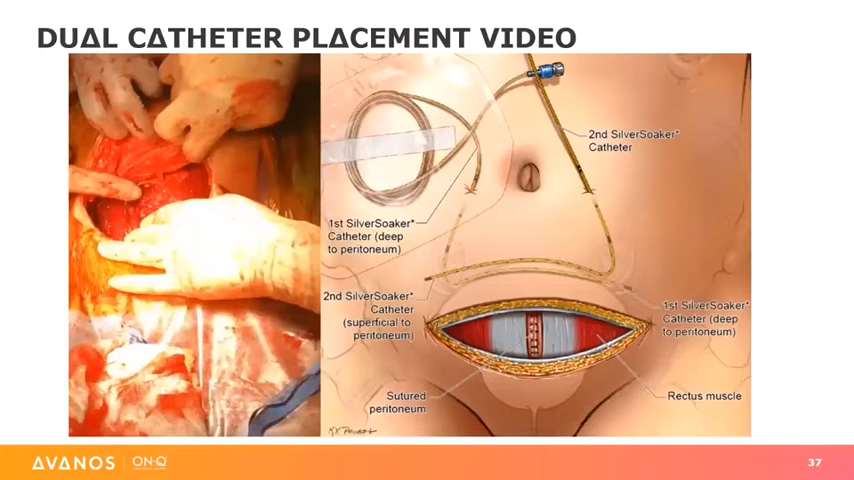 DUAL CATHETER PLACEMENT VIDEO
2nd SilverSoaker*
Catheter
1st SilverSoaker*
Catheter (deep
to peritoneum)
2nd SilverSoaker*
Catheter
(superficial to
peritoneum)
1st SilverSoaker*
Catheter (deep
to peritoneum)
Sutured
peritoneum
Rectus muscle
AVANOS
ON-Q*
37